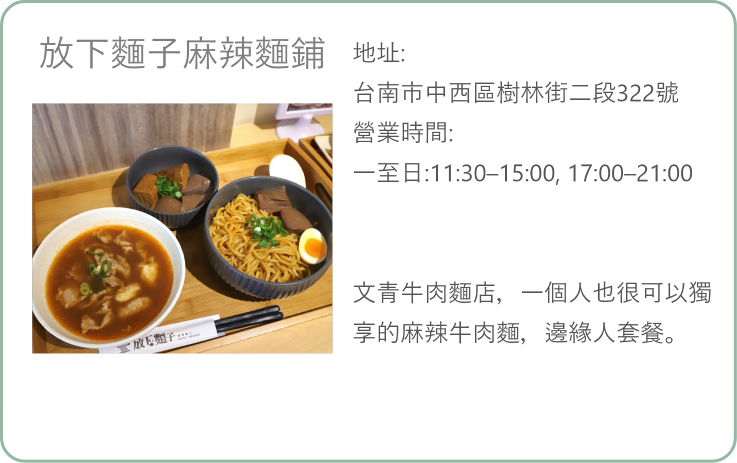 放下麵子麻辣麵鋪
地址:
台南市中西區樹林街二段322號
營業時間:
一至日:11:30–15:00, 17:00–21:00
文青牛肉麵店，一個人也很可以獨
享的麻辣牛肉麵，邊緣人套餐。
放下麵子